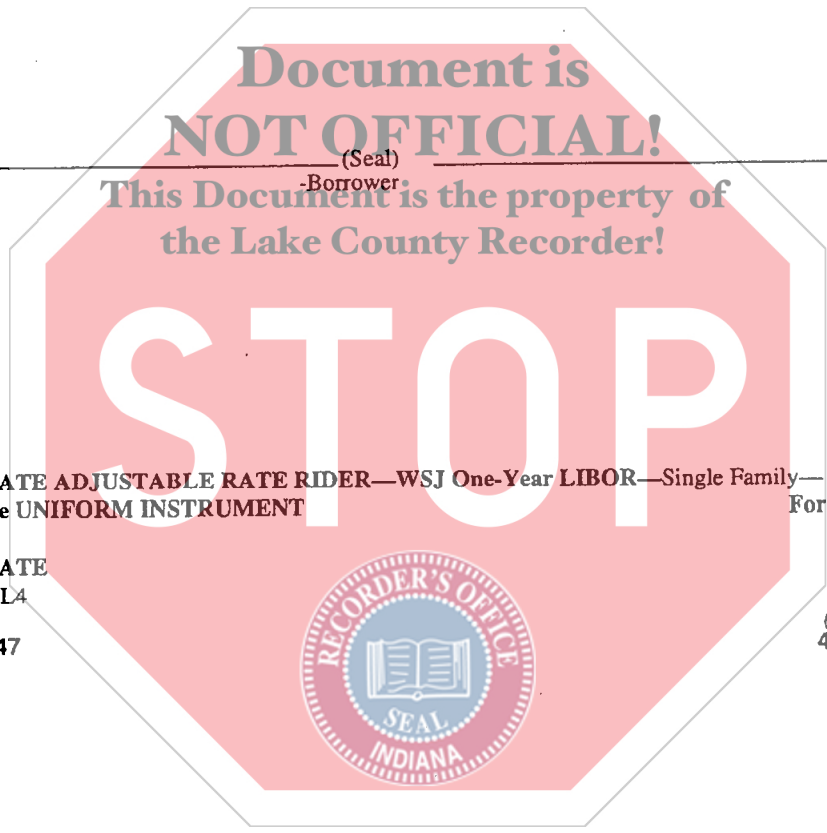 Document is
NOT OFFICIAL!
(Seal)
-Borrower
This Document is the property of
the Lake County Recorder!
STOP
ATE ADJUSTABLE RATE RIDER—WSJ One-Year LIBOR—Single Family—
e UNIFORM INSTRUMENT For
ATE
L4
47 4
RECORDER'S OFFICE
SEAL
INDIANA